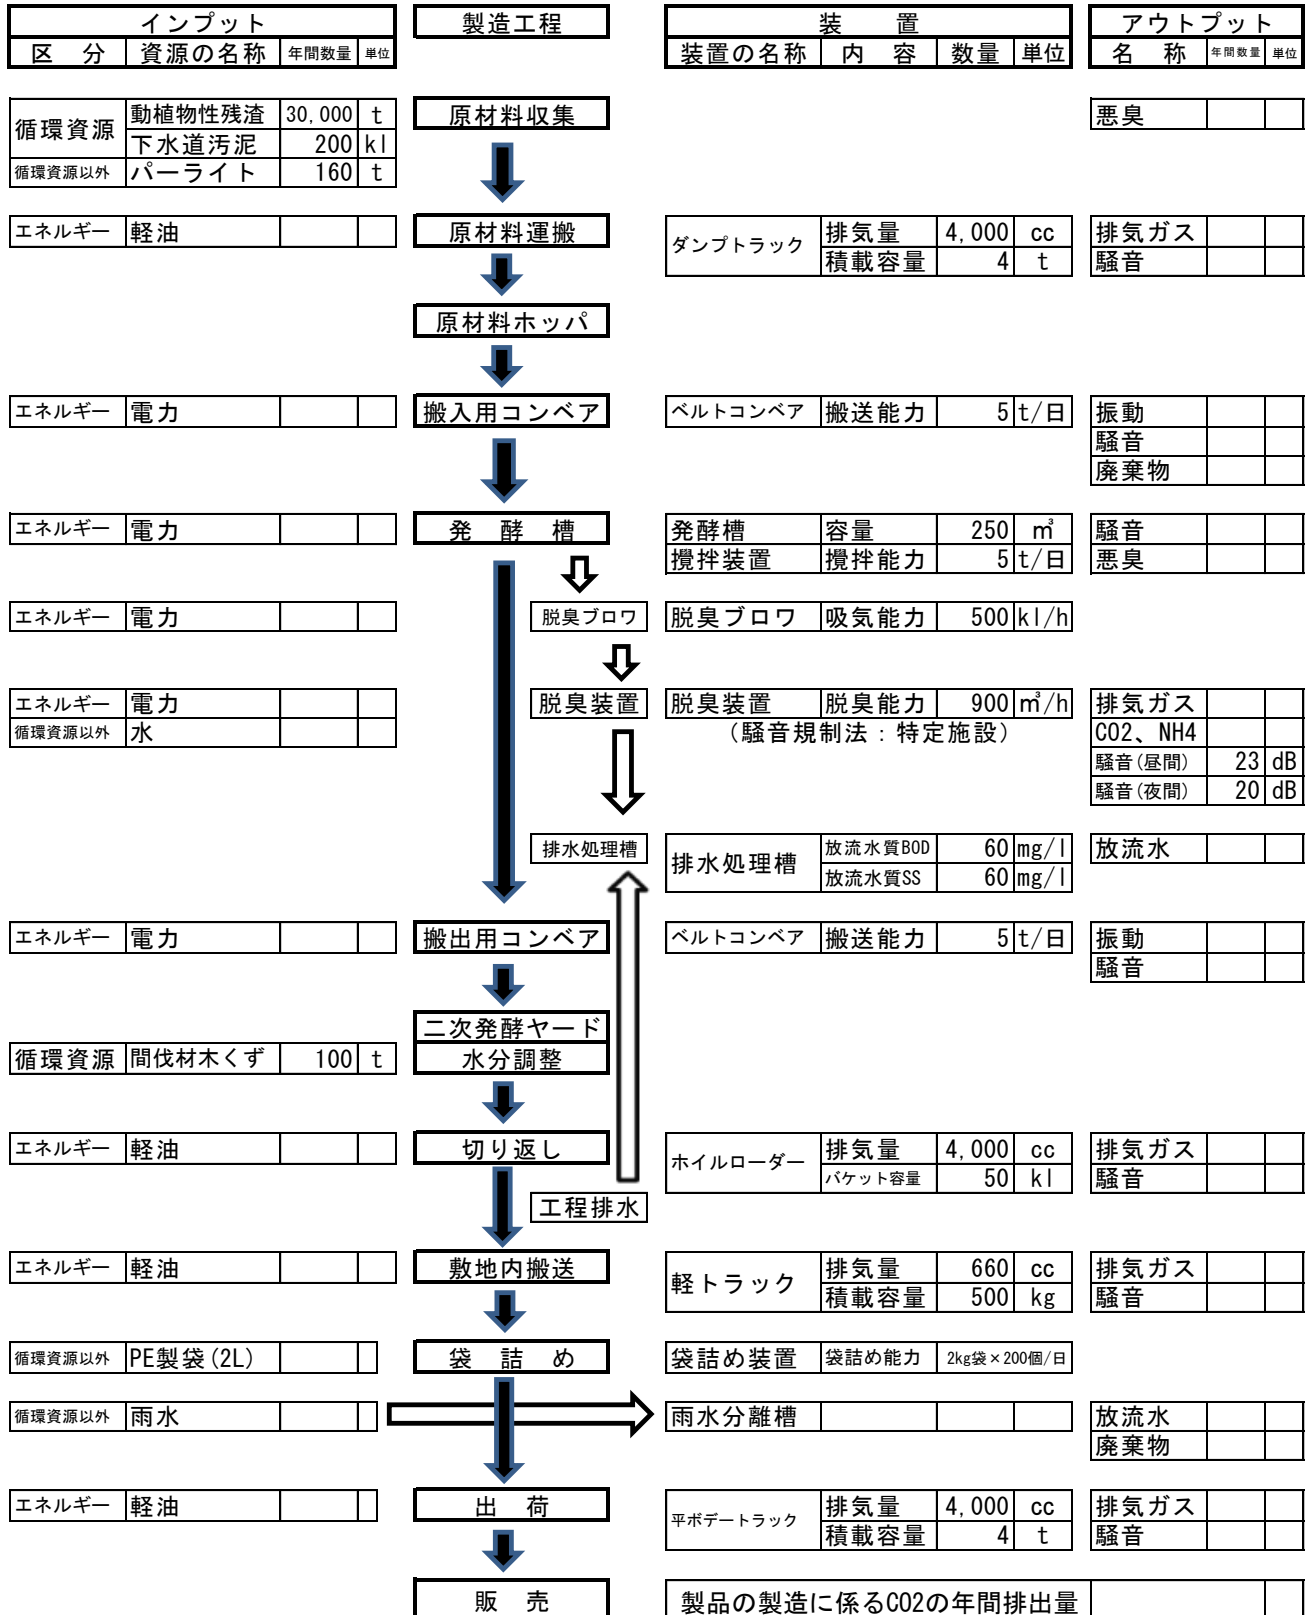 インプット 製造工程 装　置 アウトプット
区　分 資源の名称 年間数量 単位 装置の名称 内　容 数量 単位 名　称 年間数量 単位
循環資源 動植物性残渣 30,000 t 原材料収集 悪臭
下水道汚泥 200 kl
循環資源以外 パーライト 160 t
エネルギー 軽油 原材料運搬 ダンプトラック 排気量 4,000 cc 排気ガス
積載容量 4 t 騒音
原材料ホッパ
エネルギー 電力 搬入用コンベア ベルトコンベア 搬送能力 5 t/日 振動
騒音
廃棄物
エネルギー 電力 発　酵　槽 発酵槽 容量 250 ㎥ 騒音
攪拌装置 攪拌能力 5 t/日 悪臭
エネルギー 電力 脱臭ブロワ 脱臭ブロワ 吸気能力 500 kl/h
エネルギー 電力 脱臭装置 脱臭装置 脱臭能力 900 ㎥/h 排気ガス
循環資源以外 水 （騒音規制法：特定施設） CO2、NH4
騒音(昼間) 23 dB
騒音(夜間) 20 dB
排水処理槽 排水処理槽 放流水質BOD 60 mg/l 放流水
放流水質SS 60 mg/l
エネルギー 電力 搬出用コンベア ベルトコンベア 搬送能力 5 t/日 振動
騒音
二次発酵ヤード
循環資源 間伐材木くず 100 t 水分調整
エネルギー 軽油 切り返し ホイルローダー 排気量 4,000 cc 排気ガス
バケット容量 50 kl 騒音
工程排水
エネルギー 軽油 敷地内搬送 軽トラック 排気量 660 cc 排気ガス
積載容量 500 kg 騒音
循環資源以外 PE製袋(2L) 袋　詰　め 袋詰め装置 袋詰め能力 2kg袋×200個/日
循環資源以外 雨水 雨水分離槽 放流水
廃棄物
エネルギー 軽油 出　荷 平ボデートラック 排気量 4,000 cc 排気ガス
積載容量 4 t 騒音
販　売 製品の製造に係るCO2の年間排出量